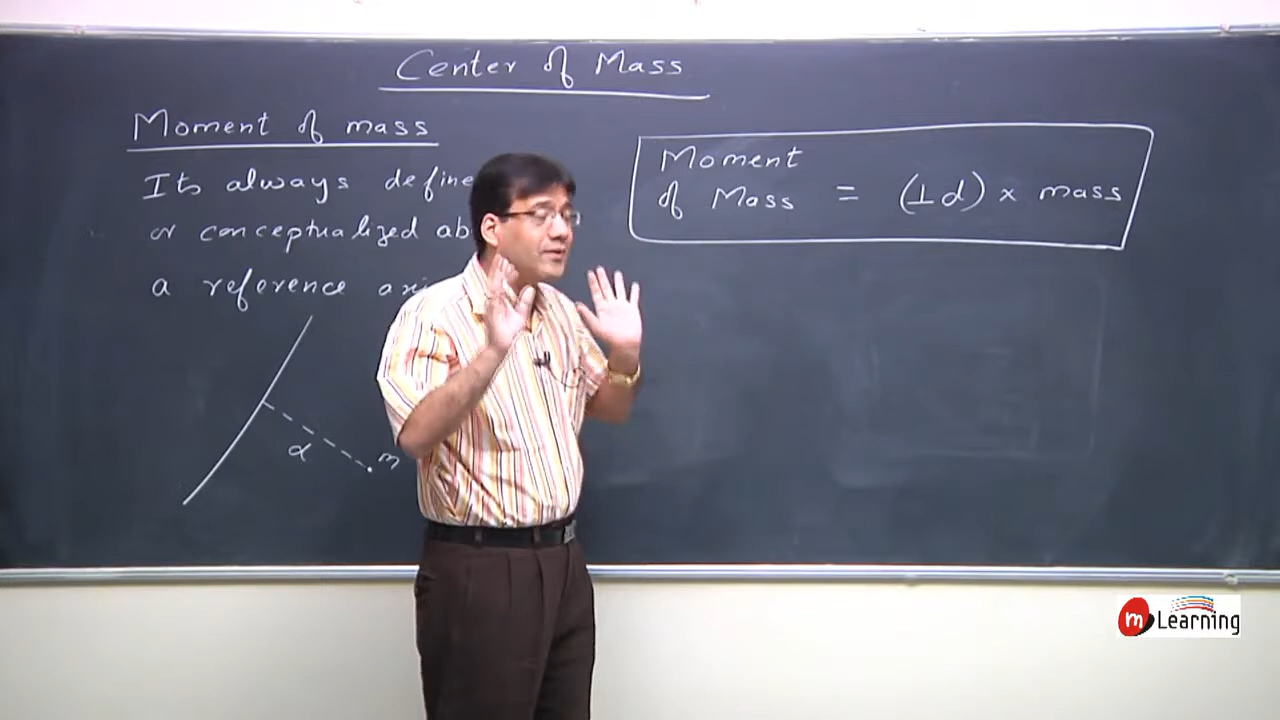 Center of Mass
Moment of mass
Its always define
or conceptualized ab
a reference axi
d
m
Moment
of Mass = (⊥d) × mass
m Learning